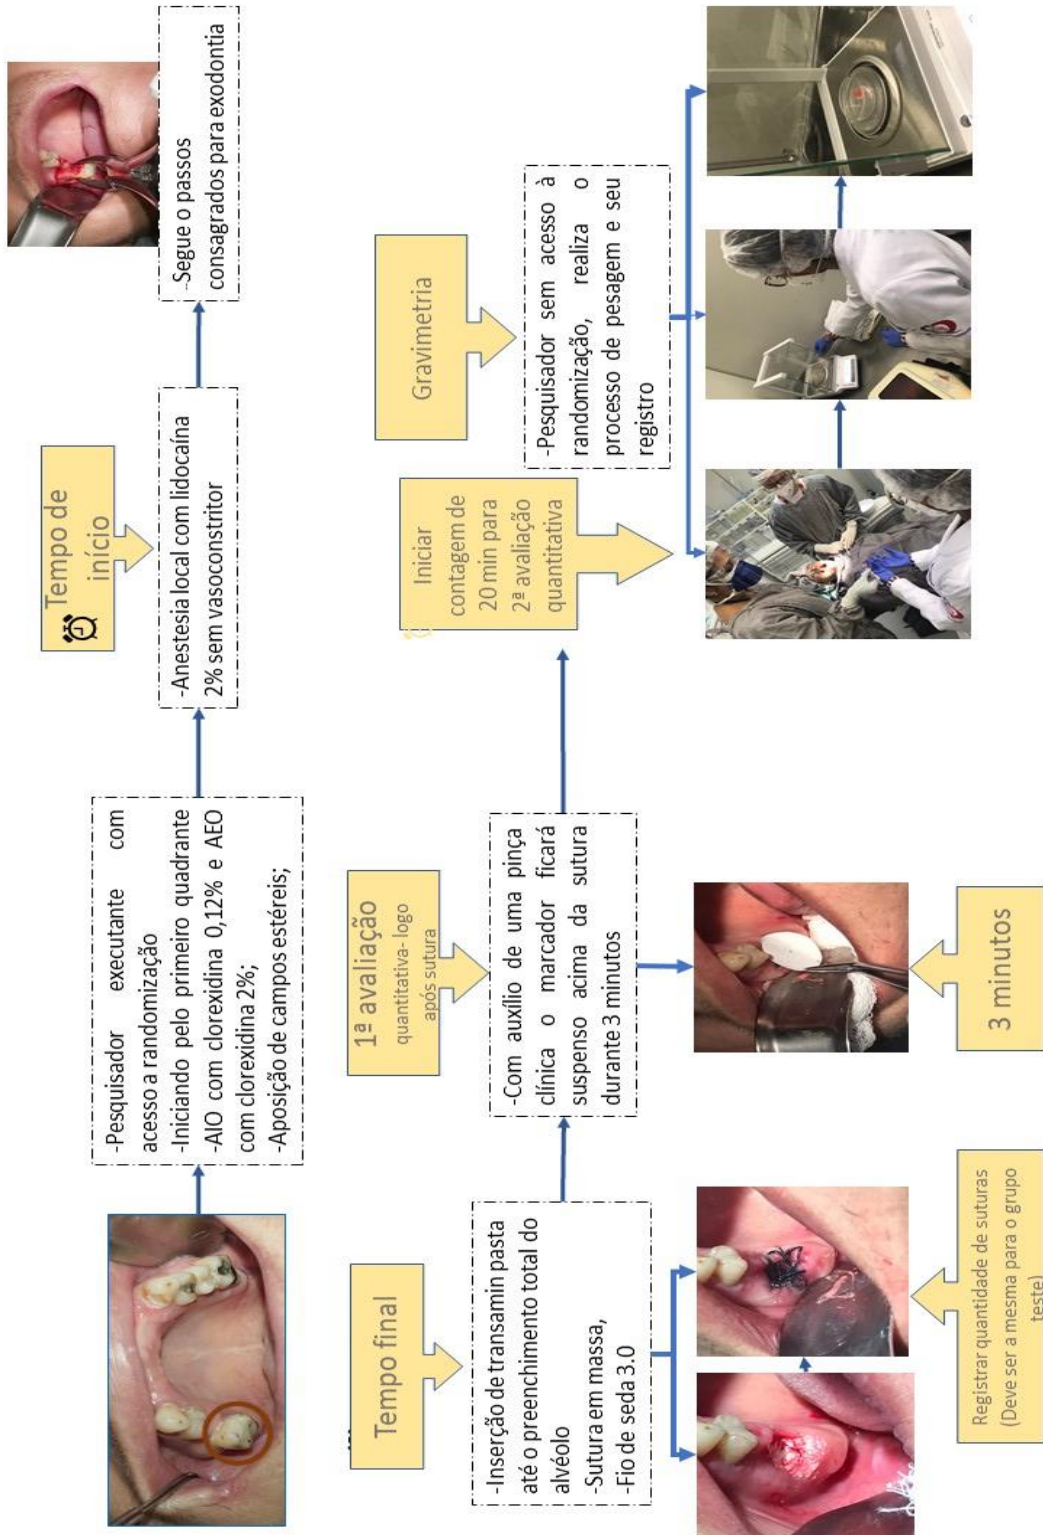 -Pesquisador executante com
acesso a randomização
-Iniciando pelo primeiro quadrante
-AIO com clorexidina 0,12% e AEO
com clorexidina 2%;
-Aposição de campos estéreis;
Tempo de
início
-Anestesia local com lidocaína
2% sem vasoconstritor
-Segue o passos
consagrados para exodontia
Tempo final
-Inserção de transamin pasta
até o preenchimento total do
alvéolo
-Sutura em massa,
-Fio de seda 3.0
Registrar quantidade de suturas
(Deve ser a mesma para o grupo
teste)
1ª avaliação
quantitativa- logo
após sutura
-Com auxílio de uma pinça
clínica o marcador ficará
suspenso acima da sutura
durante 3 minutos
3 minutos
Iniciar
contagem de
20 min para
2ª avaliação
quantitativa
Gravimetria
-Pesquisador sem acesso à
randomização, realiza o
processo de pesagem e seu
registro